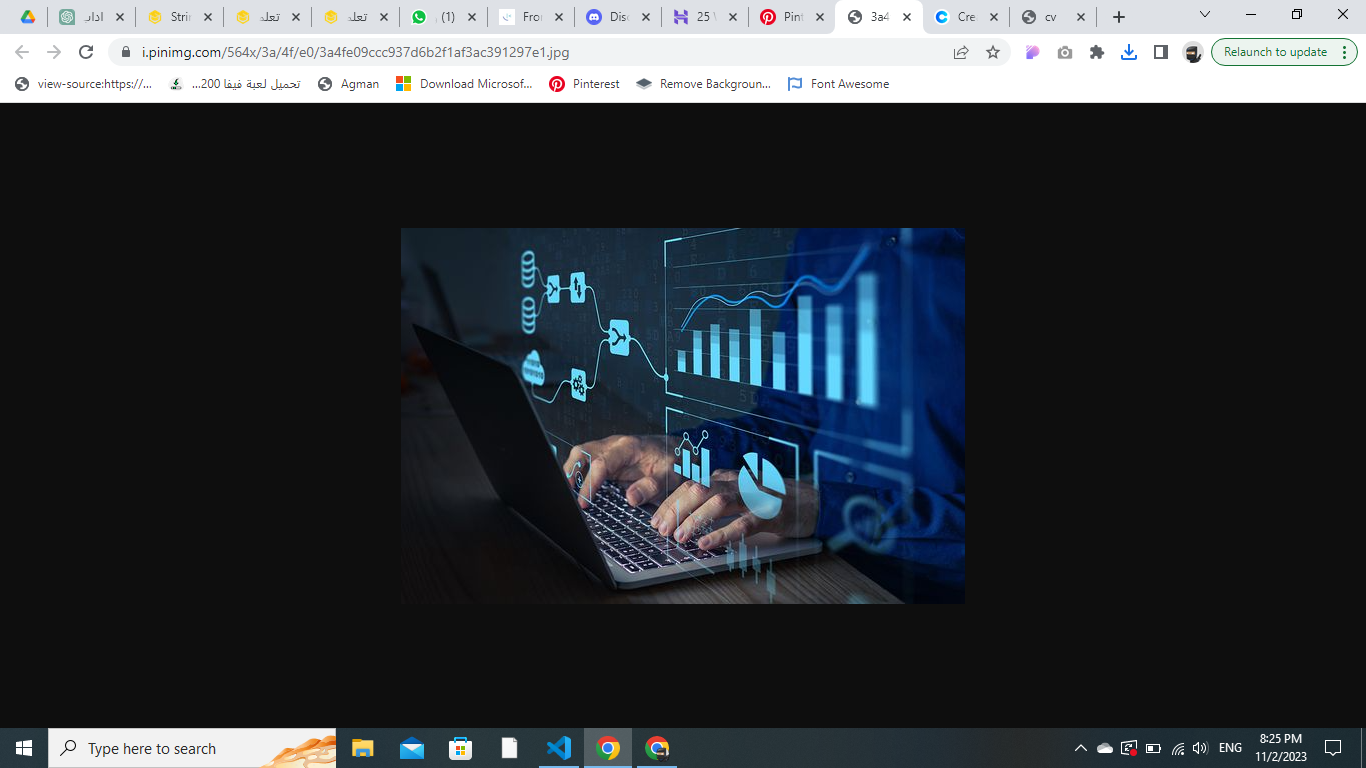 ادار
Strin
تعلـ
تعلـ
(1)
Fron
Disc
25 \
Pint
3a4
Cre
cv
i.pinimg.com/564x/3a/4f/e0/3a4fe09ccc937d6b2f1af3ac391297e1.jpg
Relaunch to update
view-source:https://...
تحميل لعبة فيفا 200...
Agman
Download Microsof...
Pinterest
Remove Backgroun...
Font Awesome
Type here to search
ENG
8:25 PM
11/2/2023